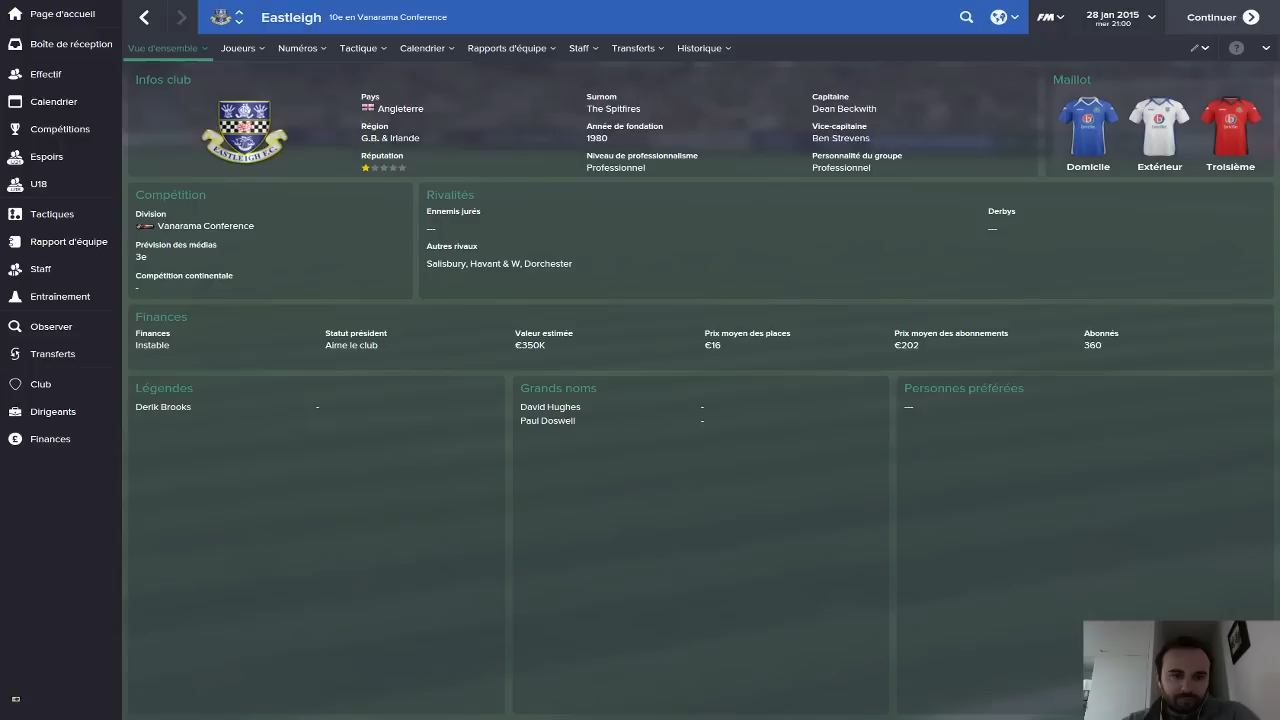 Page d'accueil
Boîte de réception
Effectif
Calendrier
Compétitions
Espoirs
U18
Tactiques
Rapport d'équipe
Staff
Entraînement
Observer
Transferts
Club
Dirigeants
Finances
Eastleigh 10e en Vanarama Conference
FM 28 jan 2015 mer 21:00 Continuer
Vue d'ensemble Joueurs Numéros Tactique Calendrier Rapports d'équipe Staff Transferts Historique ?
Infos club
EASTLEIGH F.C.
Pays
Angleterre
Région
G.B. & Irlande
Réputation
Surnom
The Spitfires
Année de fondation
1980
Niveau de professionnalisme
Professionnel
Capitaine
Dean Beckwith
Vice-capitaine
Ben Strevens
Personnalité du groupe
Professionnel
Maillot
Domicile Extérieur Troisième
Compétition
Division
Vanarama Conference
Prévision des médias
3e
Compétition continentale
-
Rivalités
Ennemis jurés
---
Autres rivaux
Salisbury, Havant & W, Dorchester
Derbys
---
Finances
Finances
Instable
Statut président
Aime le club
Valeur estimée
€350K
Prix moyen des places
€16
Prix moyen des abonnements
€202
Abonnés
360
Légendes
Derik Brooks -
Grands noms
David Hughes -
Paul Doswell -
Personnes préférées
---